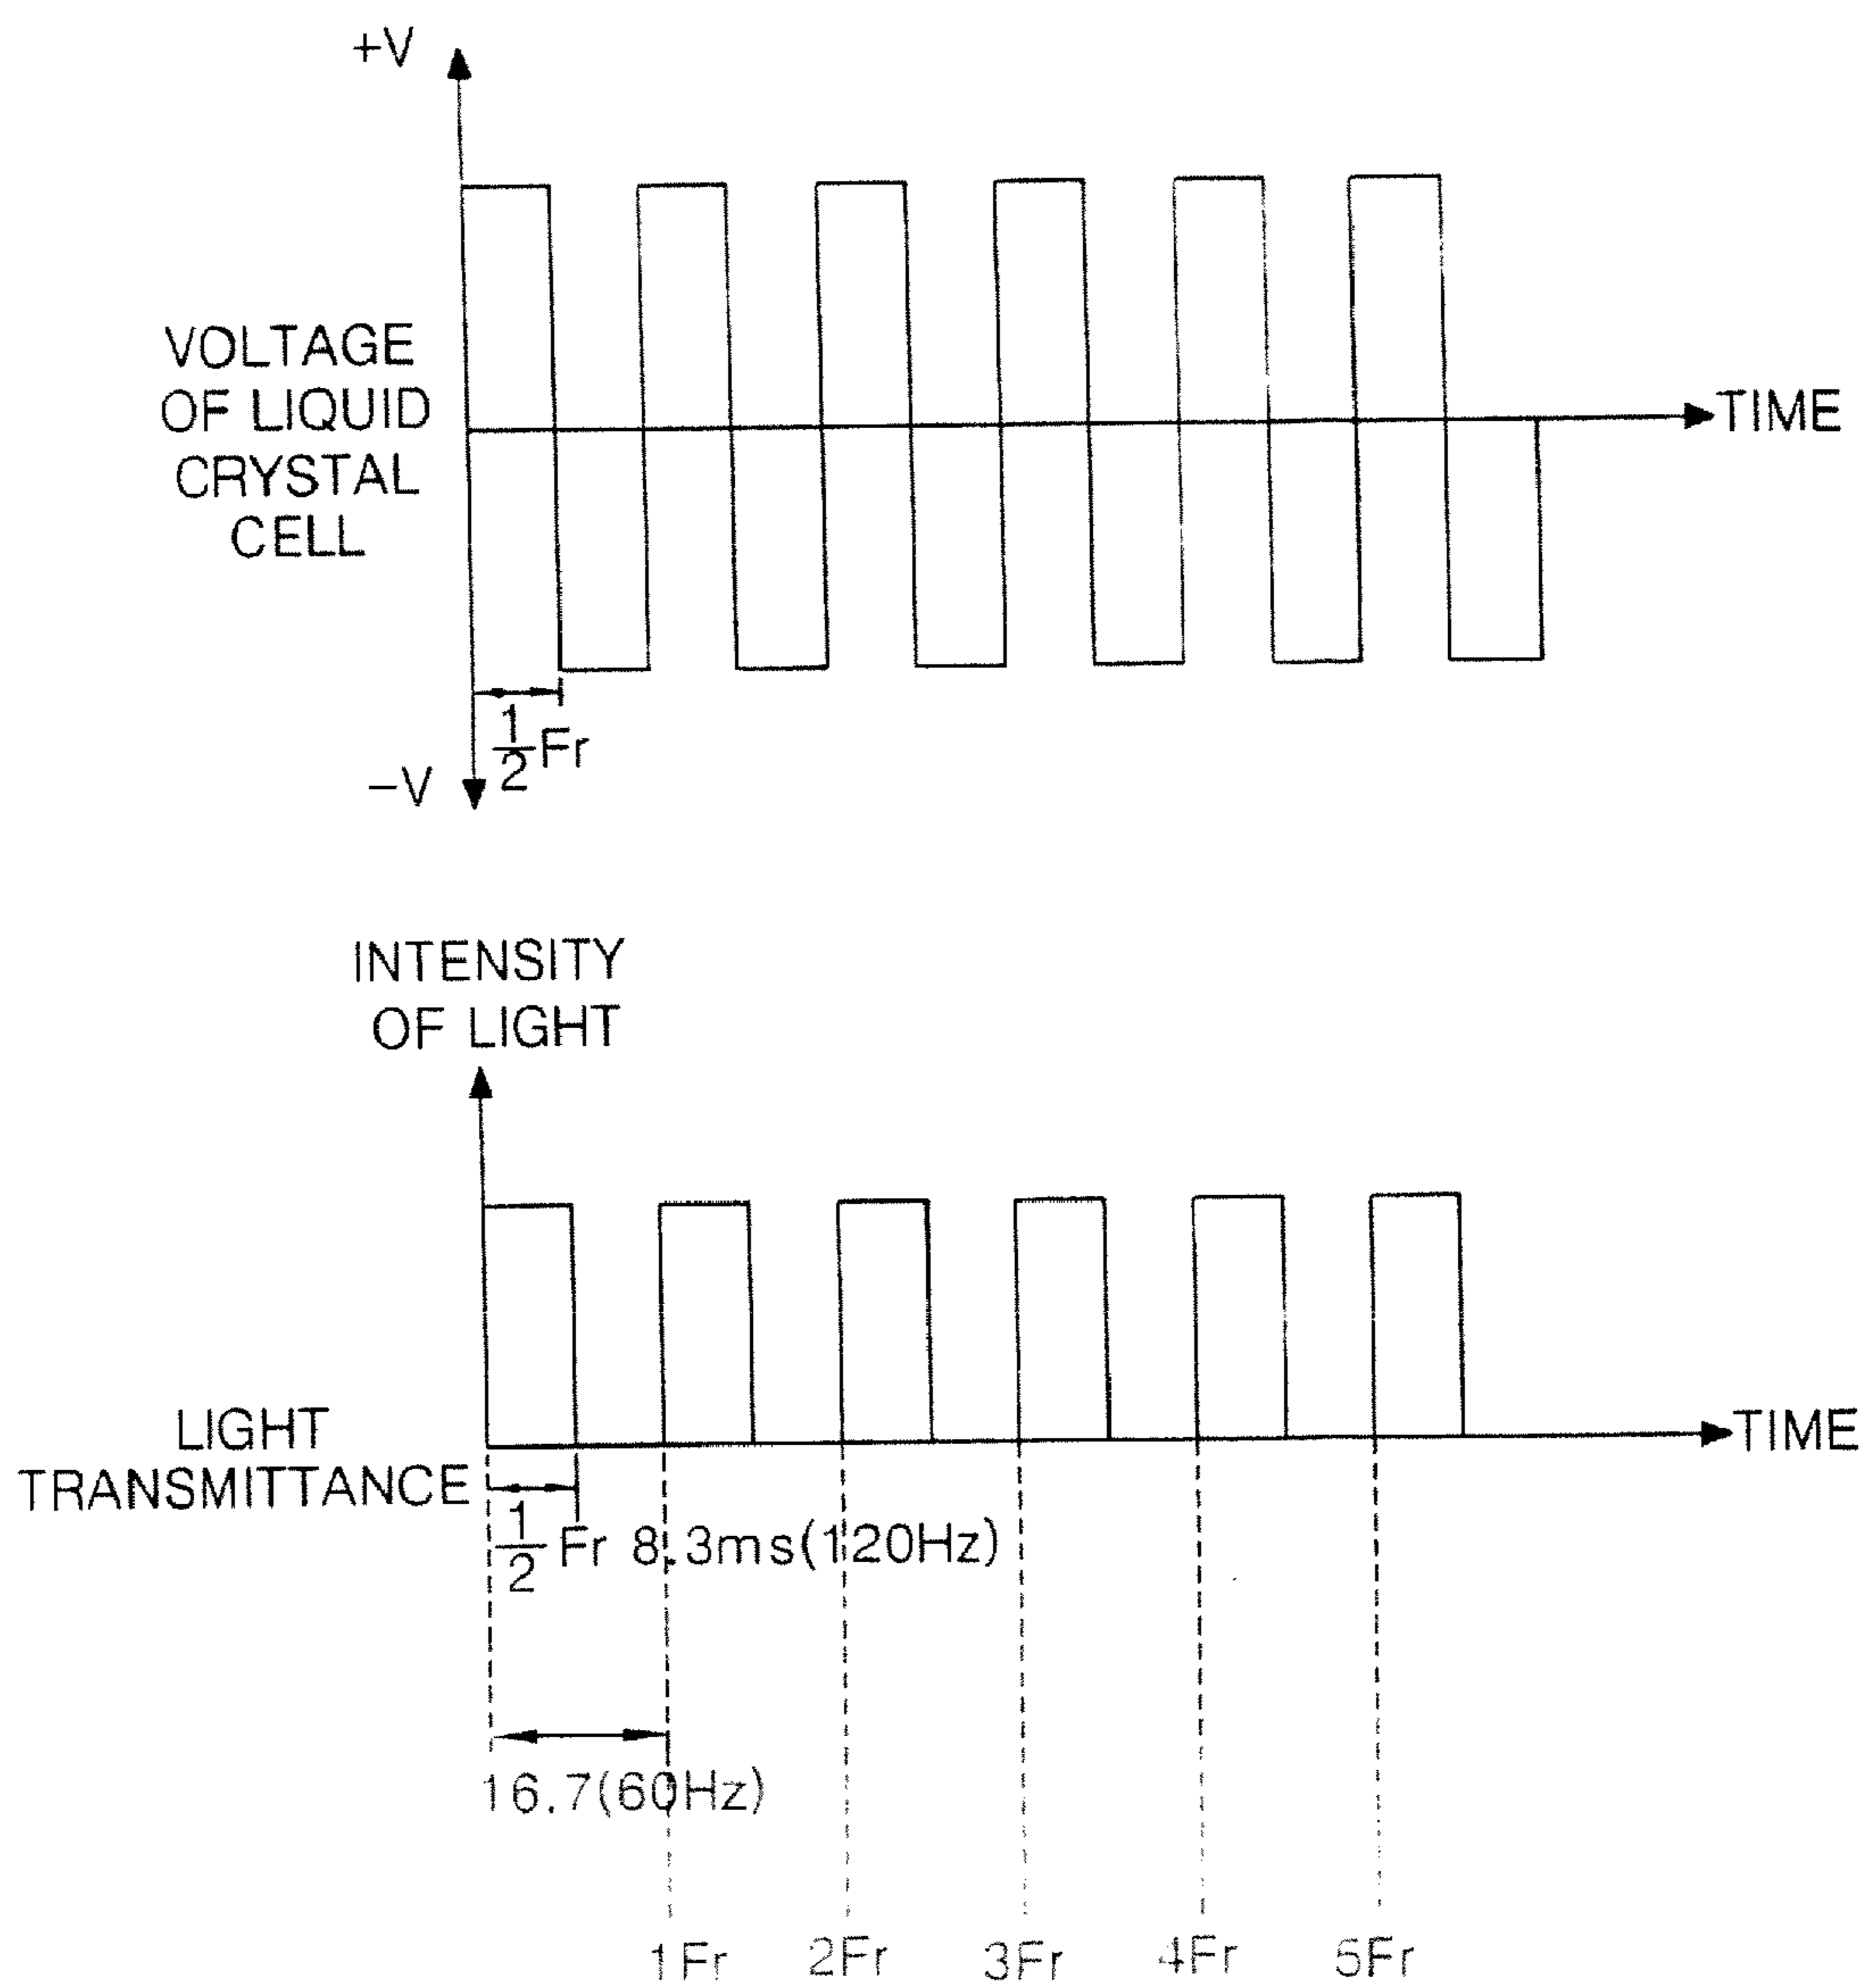 +V
VOLTAGE
OF LIQUID
CRYSTAL
CELL
TIME
1/2 Fr
−V
INTENSITY
OF LIGHT
LIGHT
TRANSMITTANCE
TIME
1/2 Fr 8.3ms(120Hz)
16.7(60Hz)
1Fr 2Fr 3Fr 4Fr 5Fr